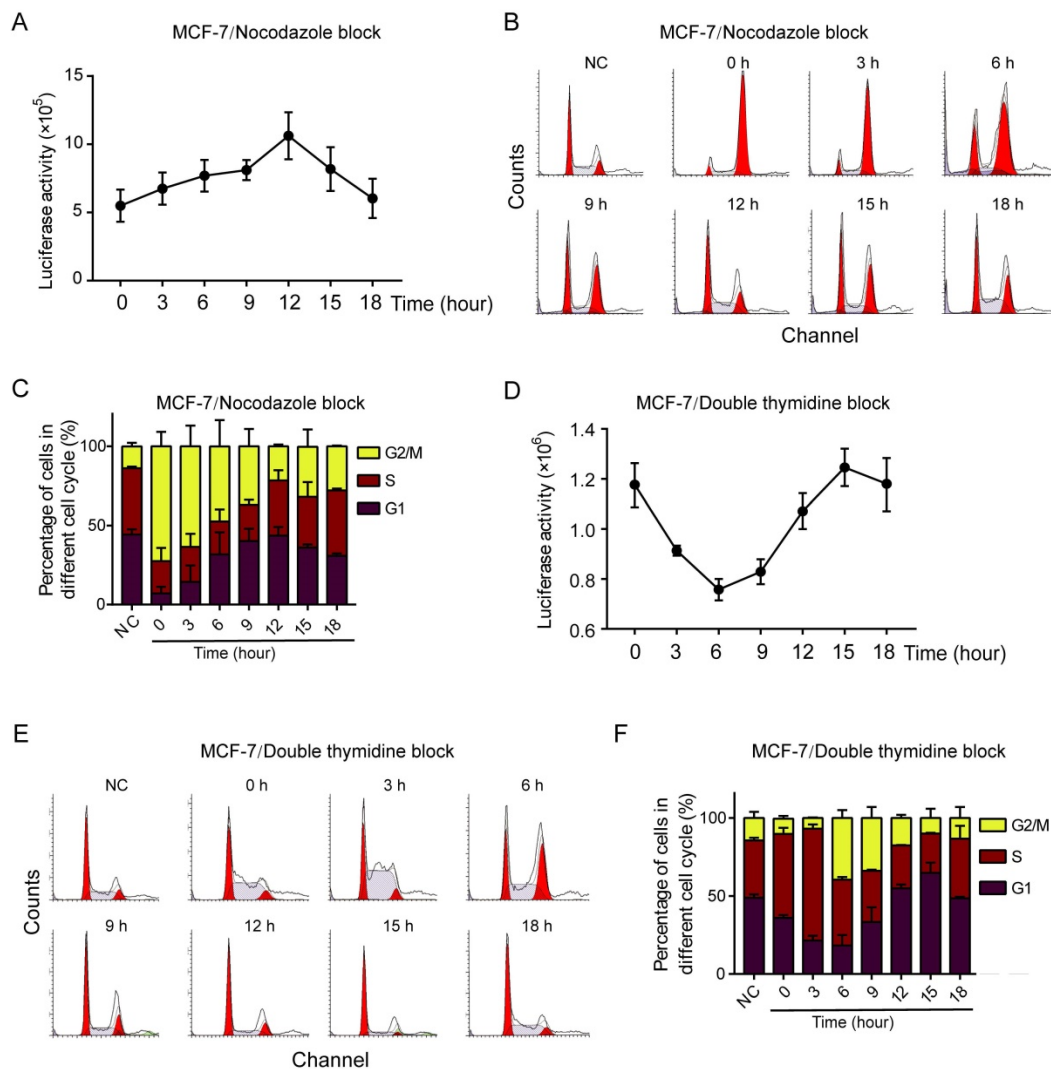 A
MCF-7/Nocodazole block
Luciferase activity (×10⁵)
15
10
5
0
0 3 6 9 12 15 18 Time (hour)
B
MCF-7/Nocodazole block
NC 0 h 3 h 6 h
9 h 12 h 15 h 18 h
Counts
Channel
C
MCF-7/Nocodazole block
Percentage of cells in
different cell cycle (%)
100
50
0
G2/M
S
G1
NC 0 3 6 9 12 15 18
Time (hour)
D
MCF-7/Double thymidine block
Luciferase activity (×10⁶)
1.4
1.2
1.0
0.8
0.6
0 3 6 9 12 15 18 Time (hour)
E
MCF-7/Double thymidine block
NC 0 h 3 h 6 h
9 h 12 h 15 h 18 h
Counts
Channel
F
MCF-7/Double thymidine block
Percentage of cells in
different cell cycle (%)
100
50
0
G2/M
S
G1
NC 0 3 6 9 12 15 18
Time (hour)